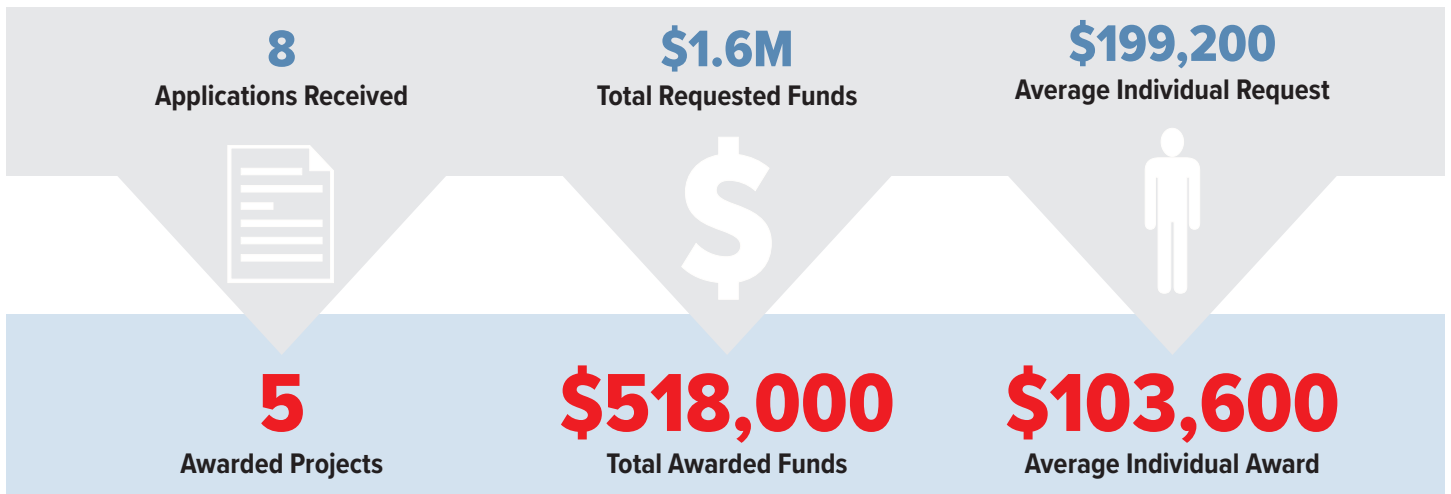 8
Applications Received
$1.6M
Total Requested Funds
$199,200
Average Individual Request
$
5
Awarded Projects
$518,000
Total Awarded Funds
$103,600
Average Individual Award